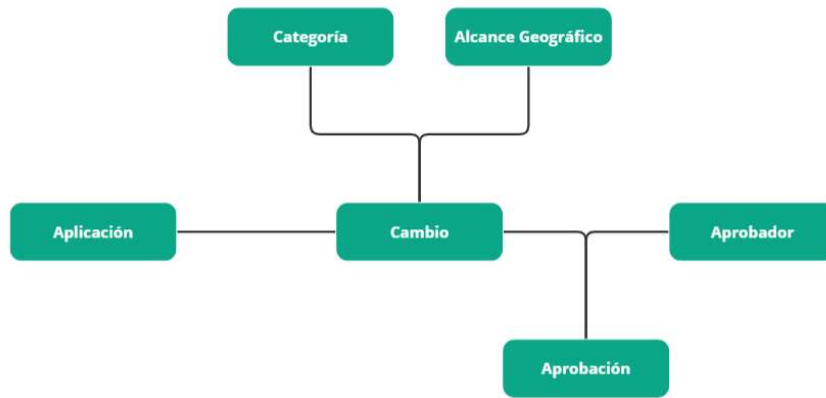 Categoría
Alcance Geográfico
Aplicación
Cambio
Aprobador
Aprobación